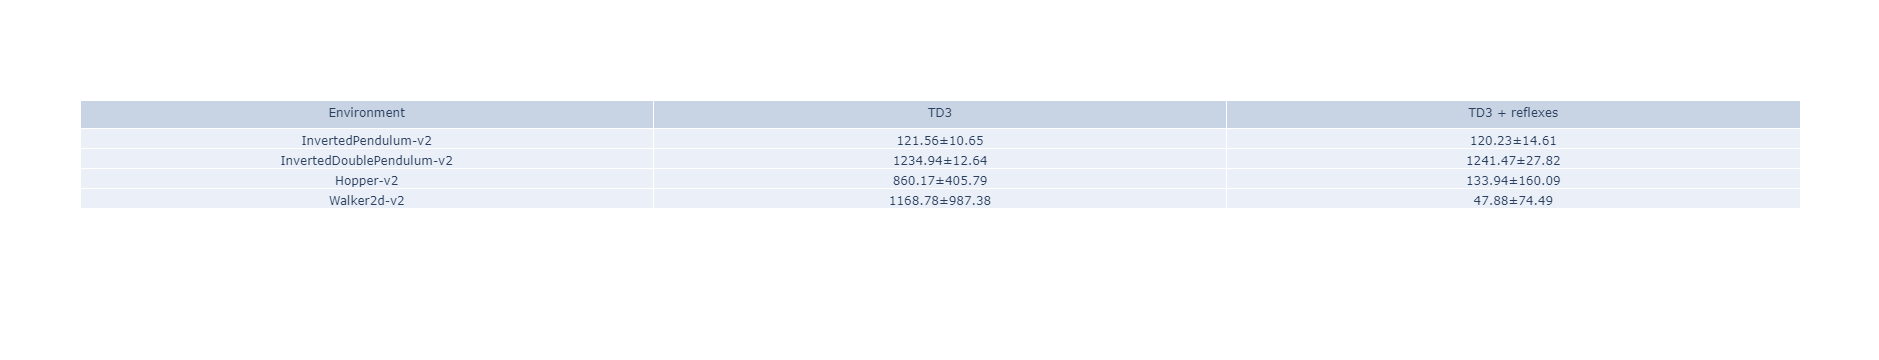 Environment TD3 TD3 + reflexes
InvertedPendulum-v2 121.56±10.65 120.23±14.61
InvertedDoublePendulum-v2 1234.94±12.64 1241.47±27.82
Hopper-v2 860.17±405.79 133.94±160.09
Walker2d-v2 1168.78±987.38 47.88±74.49